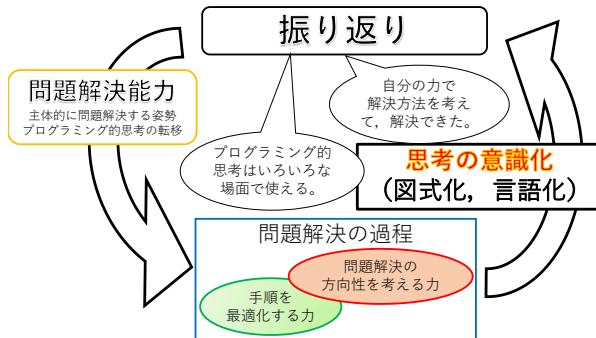 振り返り
問題解決能力
主体的に問題解決する姿勢
プログラミング的思考の転移
自分の力で
解決方法を考え
て，解決できた。
プログラミング的
思考はいろいろな
場面で使える。
思考の意識化
（図式化，言語化）
問題解決の過程
問題解決の
方向性を考える力
手順を
最適化する力